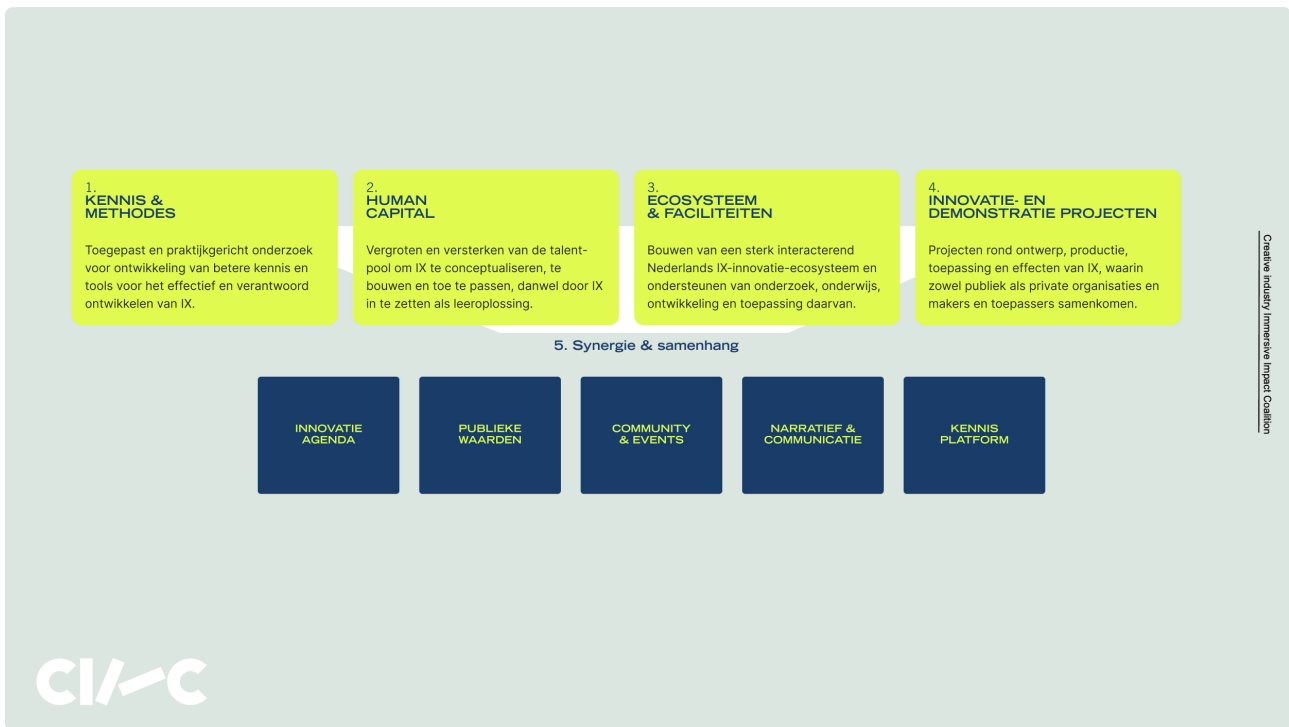 1.
KENNIS &
METHODES
Toegepast en praktijkgericht onderzoek
voor ontwikkeling van betere kennis en
tools voor het effectief en verantwoord
ontwikkelen van IX.
2.
HUMAN
CAPITAL
Vergroten en versterken van de talent-
pool om IX te conceptualiseren, te
bouwen en toe te passen, danwel door IX
in te zetten als leeroplossing.
3.
ECOSYSTEEM
& FACILITEITEN
Bouwen van een sterk interacterend
Nederlands IX-innovatie-ecosysteem en
ondersteunen van onderzoek, onderwijs,
ontwikkeling en toepassing daarvan.
4.
INNOVATIE- EN
DEMONSTRATIE PROJECTEN
Projecten rond ontwerp, productie,
toepassing en effecten van IX, waarin
zowel publiek als private organisaties en
makers en toepassers samenkomen.
5. Synergie & samenhang
INNOVATIE
AGENDA
PUBLIEKE
WAARDEN
COMMUNITY
& EVENTS
NARRATIEF &
COMMUNICATIE
KENNIS
PLATFORM
Creative industry Immersive Impact Coalition
CIIIC